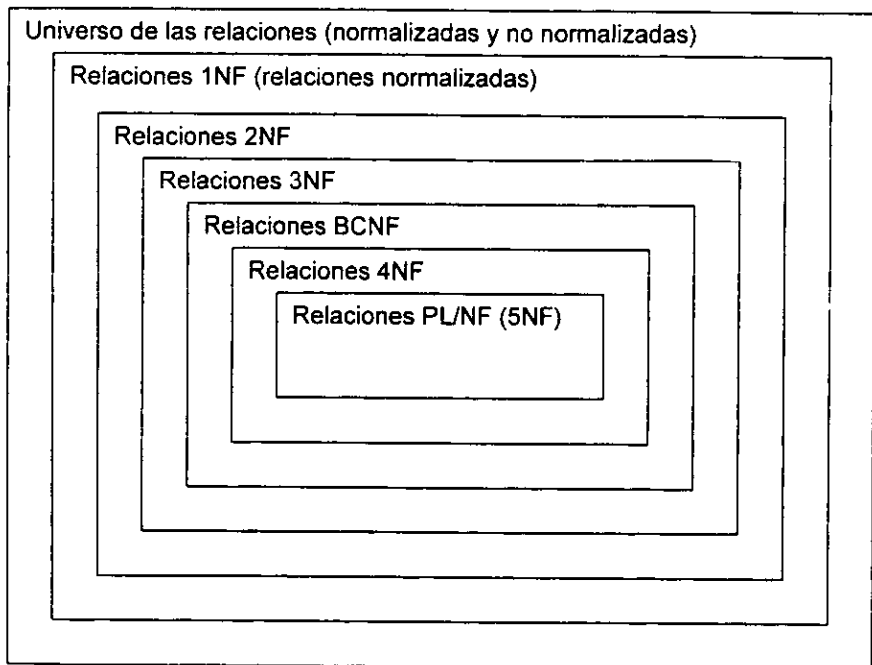 Universo de las relaciones (normalizadas y no normalizadas)
Relaciones 1NF (relaciones normalizadas)
Relaciones 2NF
Relaciones 3NF
Relaciones BCNF
Relaciones 4NF
Relaciones PL/NF (5NF)